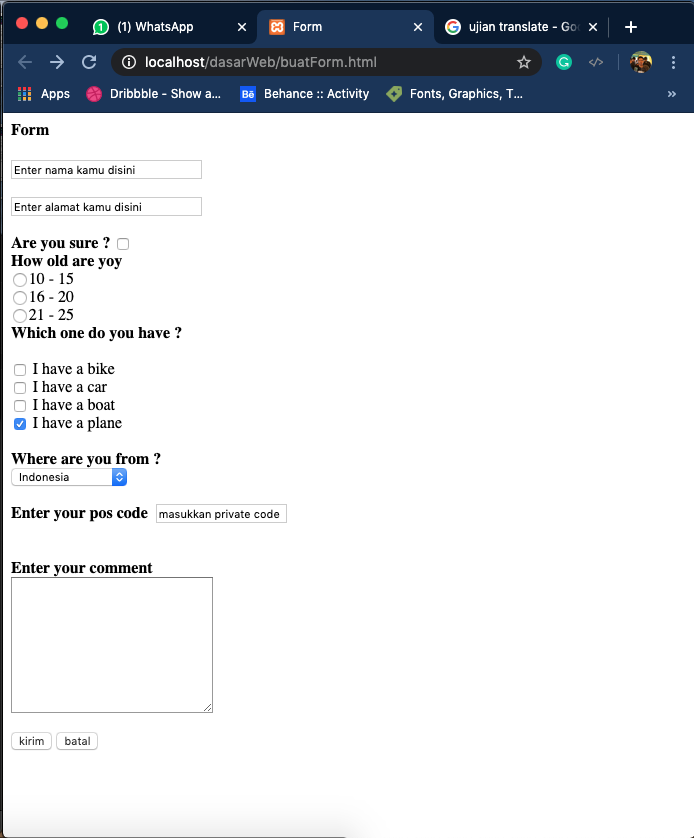 (1) WhatsApp
Form
ujian translate - Go
localhost/dasarWeb/buatForm.html
Apps
Dribbble - Show a...
Bē Behance :: Activity
Fonts, Graphics, T...
Form
Enter nama kamu disini
Enter alamat kamu disini
Are you sure ?
How old are yoy
10 - 15
16 - 20
21 - 25
Which one do you have ?
I have a bike
I have a car
I have a boat
I have a plane
Where are you from ?
Indonesia
Enter your pos code masukkan private code
Enter your comment
kirim batal